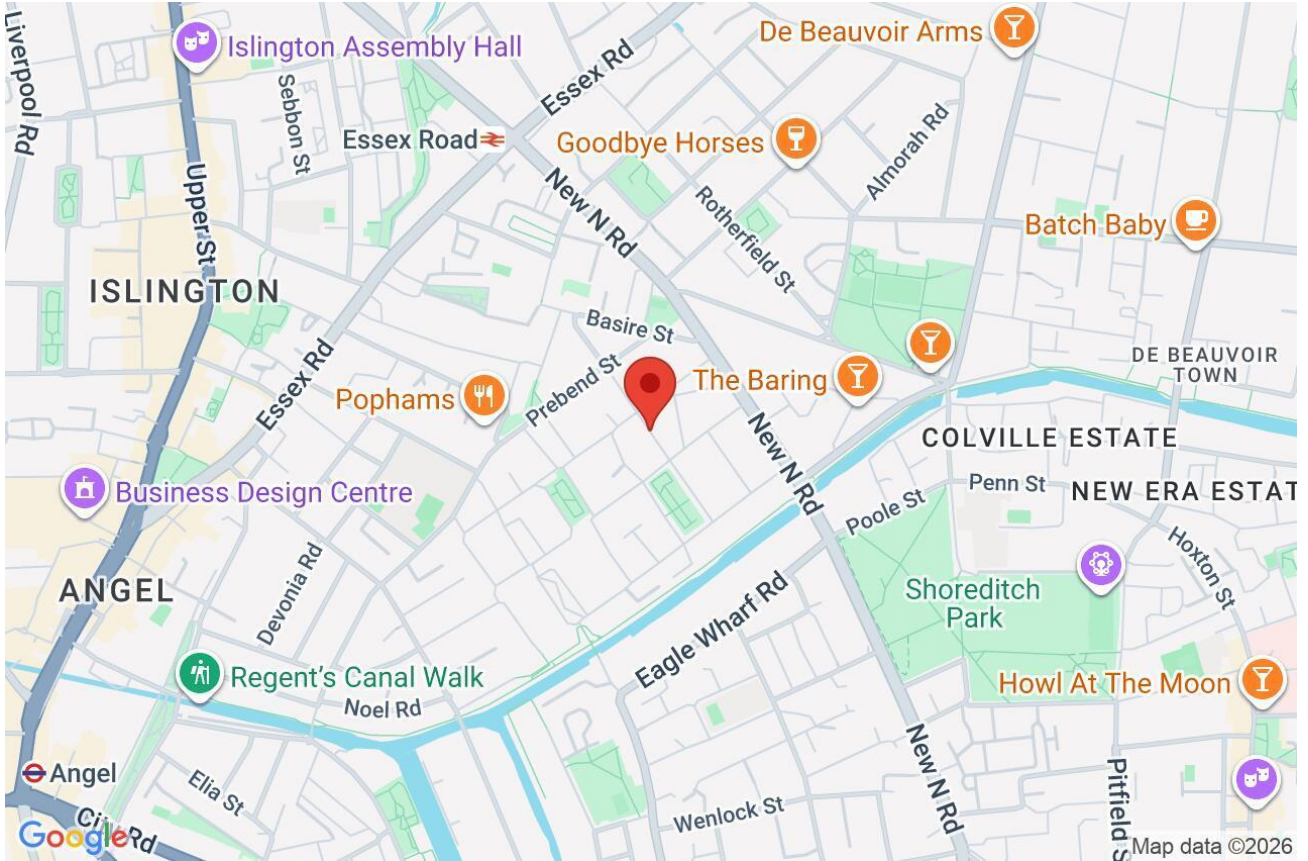 Liverpool Rd
Islington Assembly Hall
De Beauvoir Arms
Sebbon St
Essex Rd
Essex Road
Goodbye Horses
Almorah Rd
Upper St
New N Rd
Rotherfield St
Batch Baby
ISLINGTON
Basire St
DE BEAUVOIR
TOWN
Essex Rd
Pophams
Prebend St
The Baring
New N Rd
COLVILLE ESTATE
Business Design Centre
Penn St
NEW ERA ESTAT
Poole St
Hoxton St
ANGEL
Devonia Rd
Shoreditch
Park
Eagle Wharf Rd
Regent's Canal Walk
Howl At The Moon
Noel Rd
New N Rd
Angel
Elia St
Pitfield S
Wenlock St
City Rd
Google
Map data ©2026